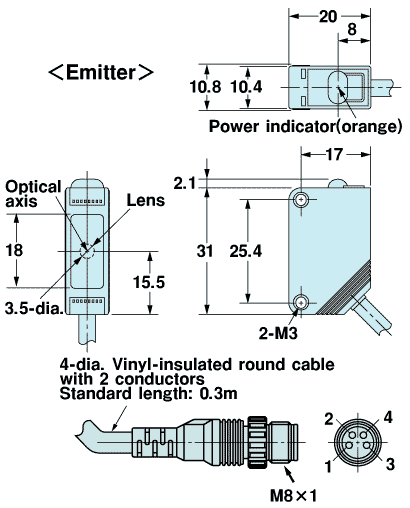 20
8
<Emitter>
10.8 10.4
Power indicator(orange)
17
2.1
Optical
axis
Lens
18
31
25.4
15.5
3.5-dia.
2-M3
4-dia. Vinyl-insulated round cable
with 2 conductors
Standard length: 0.3m
2 4
1 3
M8×1